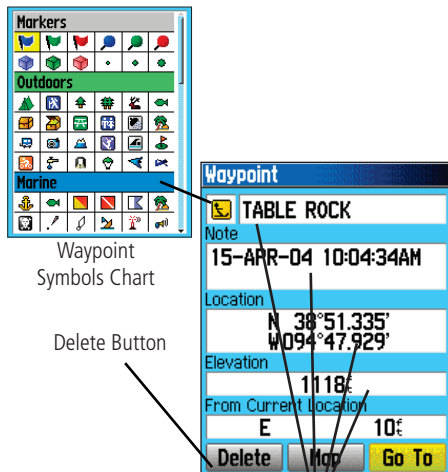 Markers
Outdoors
Marine
Waypoint
Symbols Chart
Delete Button
Waypoint
TABLE ROCK
Note
15-APR-04 10:04:34AM
Location
N 38°51.335'
W094°47.929'
Elevation
1118ft
From Current Location
E 10ft
Delete Map Go To